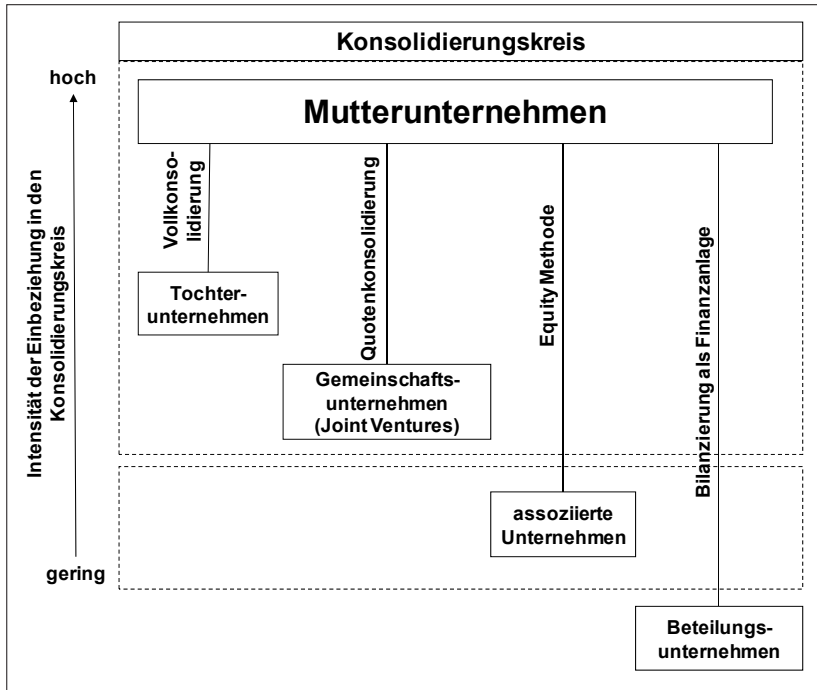 Konsolidierungskreis
hoch
Mutterunternehmen
Intensität der Einbeziehung in den
Konsolidierungskreis
Vollkonso-
lidierung
Quotenkonsolidierung
Equity Methode
Bilanzierung als Finanzanlage
Tochter-
unternehmen
Gemeinschafts-
unternehmen
(Joint Ventures)
assoziierte
Unternehmen
gering
Beteilungs-
unternehmen